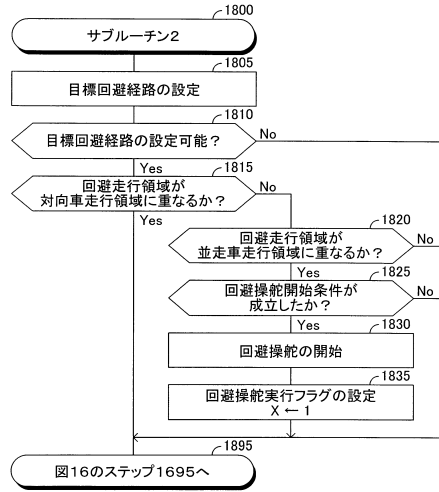 1800
サブルーチン2
1805
目標回避経路の設定
1810
目標回避経路の設定可能？
No
Yes
1815
回避走行領域が
対向車走行領域に重なるか？
No
Yes
1820
回避走行領域が
並走車走行領域に重なるか？
No
Yes
1825
回避操舵開始条件が
成立したか？
No
Yes
1830
回避操舵の開始
1835
回避操舵実行フラグの設定
X ← 1
1895
図16のステップ1695へ